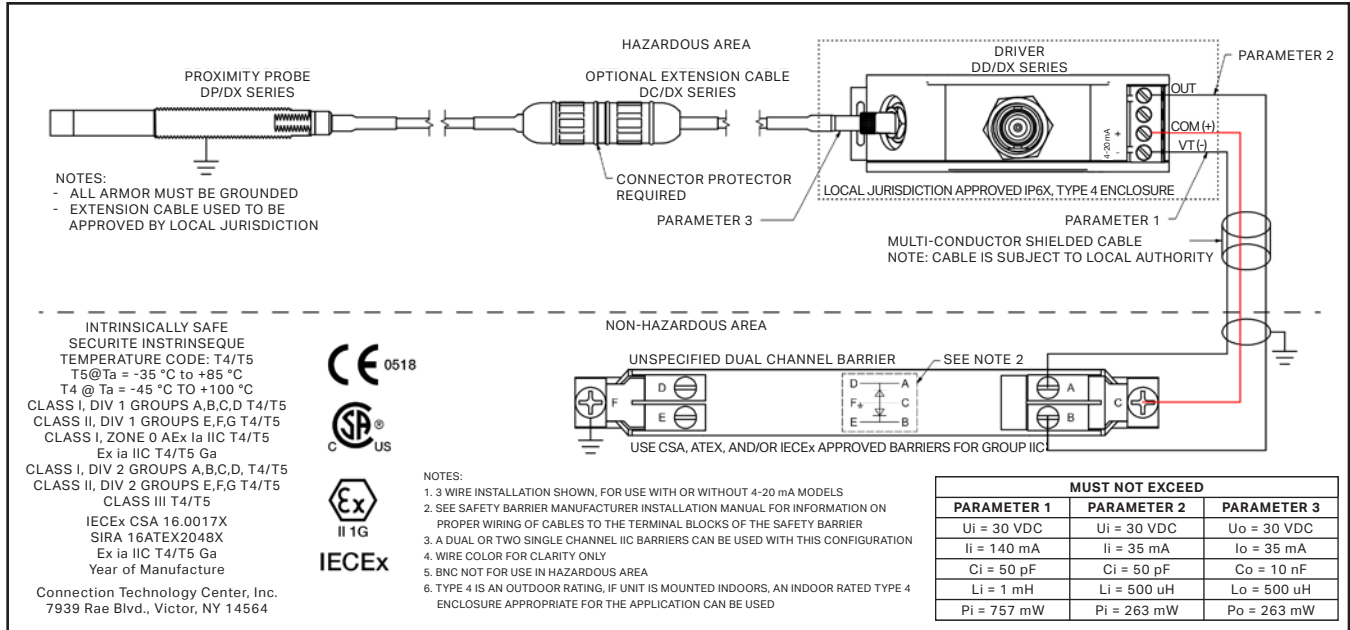 HAZARDOUS AREA
PROXIMITY PROBE
DP/DX SERIES
OPTIONAL EXTENSION CABLE
DC/DX SERIES
DRIVER
DD/DX SERIES
PARAMETER 2
OUT
COM (+)
VT (-)
4-20 mA
+
-
NOTES:
- ALL ARMOR MUST BE GROUNDED
- EXTENSION CABLE USED TO BE
APPROVED BY LOCAL JURISDICTION
CONNECTOR PROTECTOR
REQUIRED
PARAMETER 3
LOCAL JURISDICTION APPROVED IP6X, TYPE 4 ENCLOSURE
PARAMETER 1
MULTI-CONDUCTOR SHIELDED CABLE
NOTE: CABLE IS SUBJECT TO LOCAL AUTHORITY
NON-HAZARDOUS AREA
INTRINSICALLY SAFE
SECURITE INSTRINSEQUE
TEMPERATURE CODE: T4/T5
T5@Ta = -35 °C to +85 °C
T4 @ Ta = -45 °C TO +100 °C
CLASS I, DIV 1 GROUPS A,B,C,D T4/T5
CLASS II, DIV 1 GROUPS E,F,G T4/T5
CLASS I, ZONE 0 AEx Ia IIC T4/T5
Ex ia IIC T4/T5 Ga
CLASS I, DIV 2 GROUPS A,B,C,D, T4/T5
CLASS II, DIV 2 GROUPS E,F,G T4/T5
CLASS III T4/T5
IECEx CSA 16.0017X
SIRA 16ATEX2048X
Ex ia IIC T4/T5 Ga
Year of Manufacture
Connection Technology Center, Inc.
7939 Rae Blvd., Victor, NY 14564
CE 0518
C SA ® US
Ex
II 1G
IECEx
UNSPECIFIED DUAL CHANNEL BARRIER
SEE NOTE 2
F
D
E
D A
F C
E B
A
B
C
USE CSA, ATEX, AND/OR IECEx APPROVED BARRIERS FOR GROUP IIC
NOTES:
1. 3 WIRE INSTALLATION SHOWN, FOR USE WITH OR WITHOUT 4-20 mA MODELS
2. SEE SAFETY BARRIER MANUFACTURER INSTALLATION MANUAL FOR INFORMATION ON
PROPER WIRING OF CABLES TO THE TERMINAL BLOCKS OF THE SAFETY BARRIER
3. A DUAL OR TWO SINGLE CHANNEL IIC BARRIERS CAN BE USED WITH THIS CONFIGURATION
4. WIRE COLOR FOR CLARITY ONLY
5. BNC NOT FOR USE IN HAZARDOUS AREA
6. TYPE 4 IS AN OUTDOOR RATING, IF UNIT IS MOUNTED INDOORS, AN INDOOR RATED TYPE 4
ENCLOSURE APPROPRIATE FOR THE APPLICATION CAN BE USED
MUST NOT EXCEED
PARAMETER 1 PARAMETER 2 PARAMETER 3
Ui = 30 VDC Ui = 30 VDC Uo = 30 VDC
Ii = 140 mA Ii = 35 mA Io = 35 mA
Ci = 50 pF Ci = 50 pF Co = 10 nF
Li = 1 mH Li = 500 uH Lo = 500 uH
Pi = 757 mW Pi = 263 mW Po = 263 mW